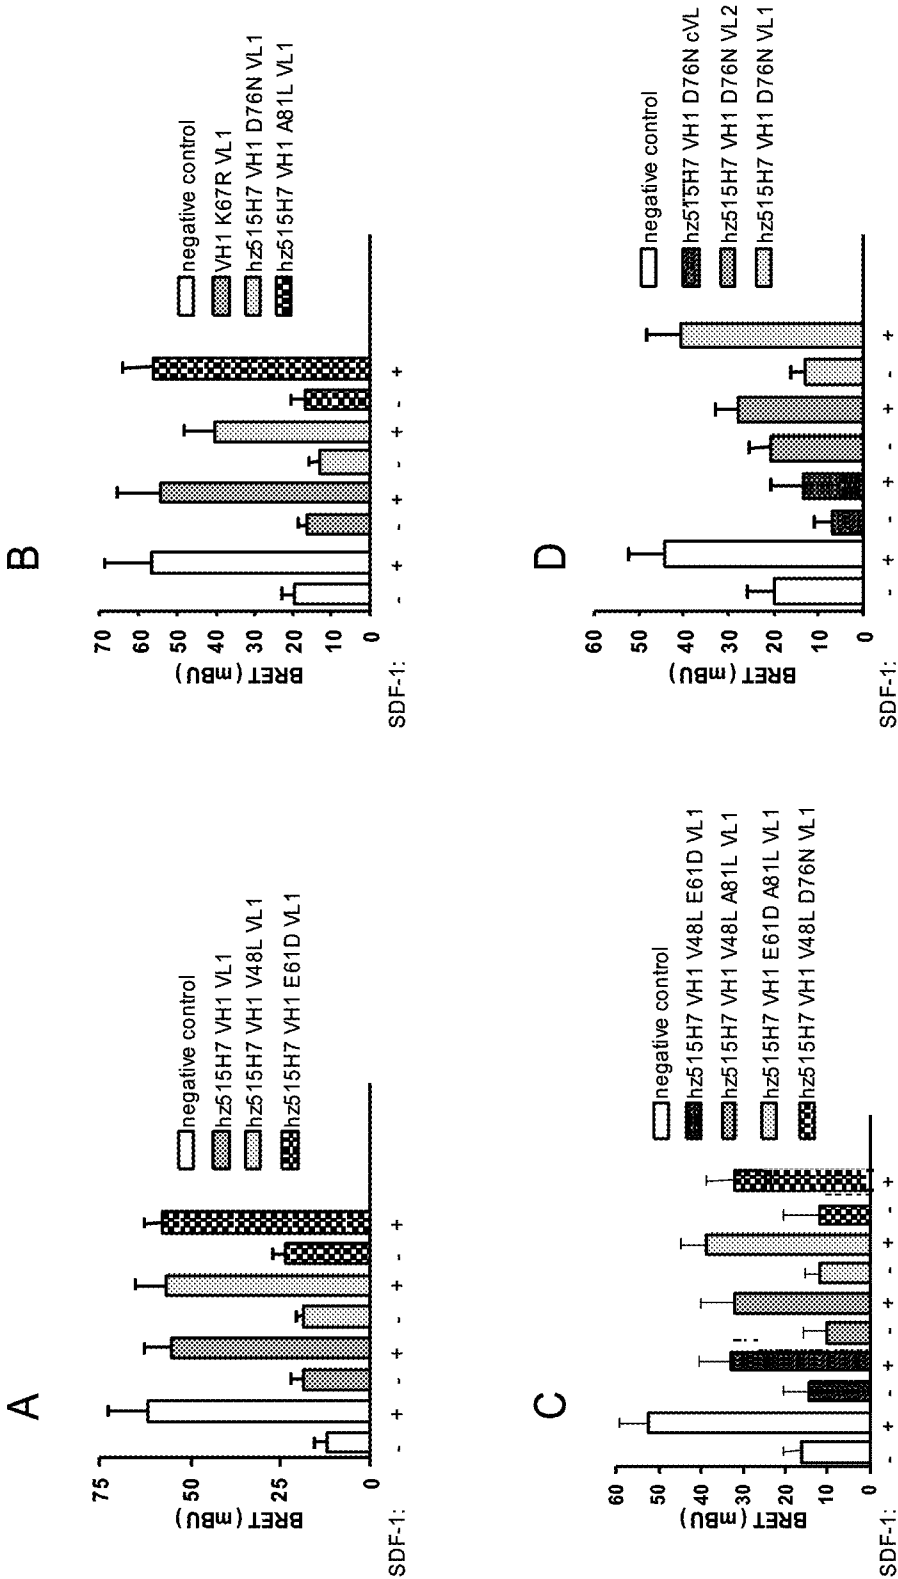 A
BRET (mBU)
75
50
25
0
SDF-1:
- + - + - + - +
negative control
hz515H7 VH1 VL1
hz515H7 VH1 V48L VL1
hz515H7 VH1 E61D VL1
B
BRET (mBU)
70
60
50
40
30
20
10
0
SDF-1:
- + - + - + - +
negative control
VH1 K67R VL1
hz515H7 VH1 D76N VL1
hz515H7 VH1 A81L VL1
C
BRET (mBU)
60
50
40
30
20
10
0
SDF-1:
- + - + - + - + - +
negative control
hz515H7 VH1 V48L E61D VL1
hz515H7 VH1 V48L A81L VL1
hz515H7 VH1 E61D A81L VL1
hz515H7 VH1 V48L D76N VL1
D
BRET (mBU)
60
50
40
30
20
10
0
SDF-1:
- + - + - + - +
negative control
hz515H7 VH1 D76N cVL
hz515H7 VH1 D76N VL2
hz515H7 VH1 D76N VL1